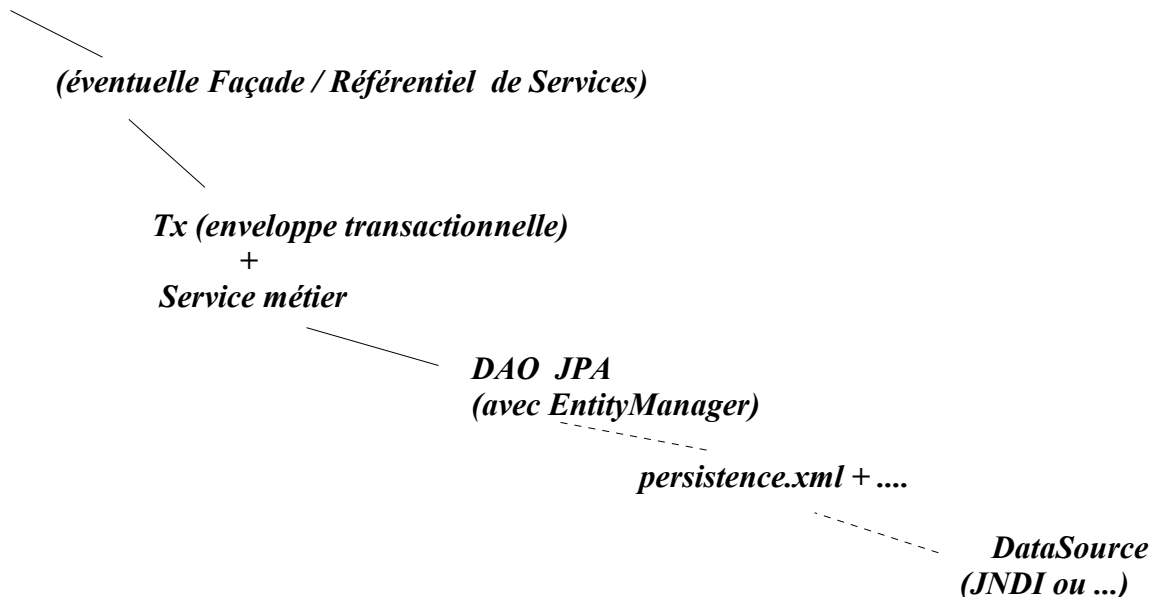 (éventuelle Façade / Référentiel de Services)
Tx (enveloppe transactionnelle)
+
Service métier
DAO JPA
(avec EntityManager)
persistence.xml + ....
DataSource
(JNDI ou ...)